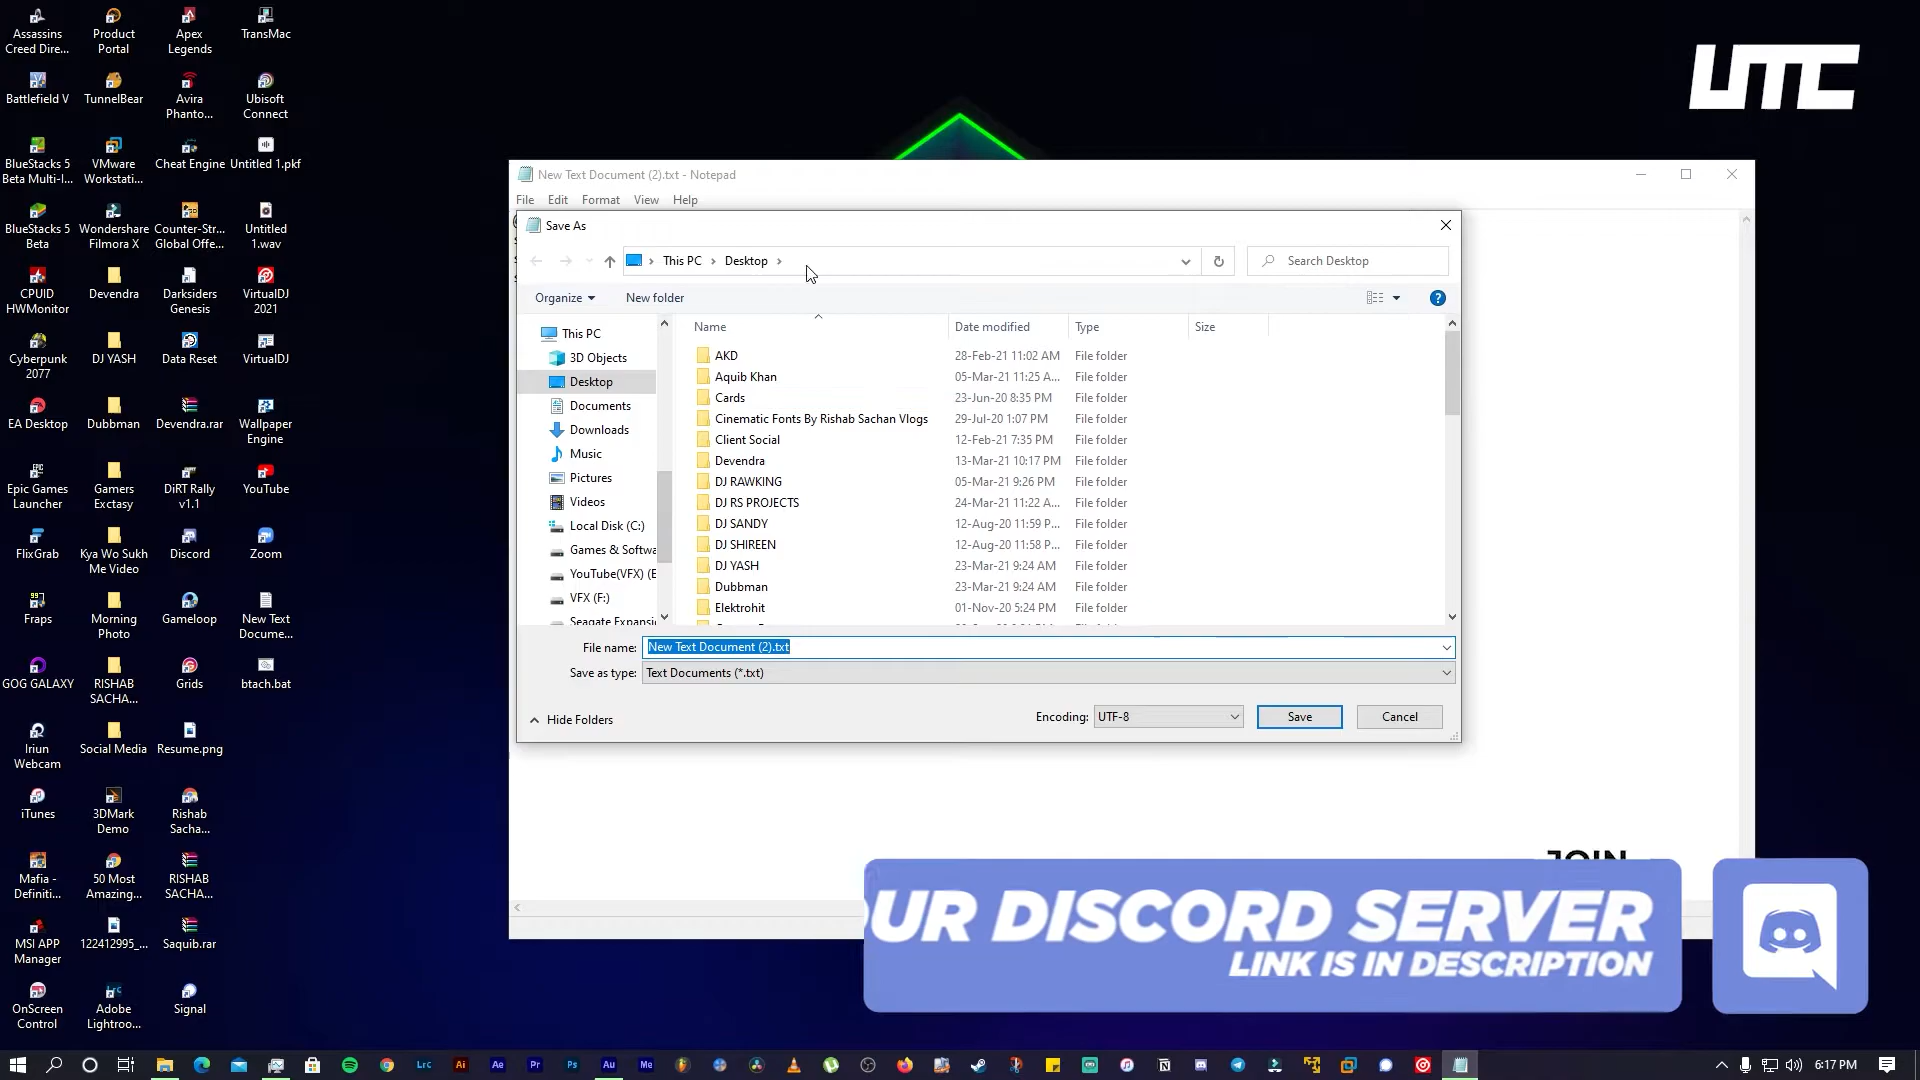 Assassins
Creed Dire...
Product
Portal
Apex
Legends
TransMac
Battlefield V
TunnelBear
Avira
Phanto...
Ubisoft
Connect
BlueStacks 5
Beta Multi-I...
VMware
Workstati...
Cheat Engine
Untitled 1.pkf
BlueStacks 5
Beta
Wondershare
Filmora X
Counter-Str...
Global Offe...
Untitled
1.wav
CPUID
HWMonitor
Devendra
Darksiders
Genesis
VirtualDJ
2021
Cyberpunk
2077
DJ YASH
Data Reset
VirtualDJ
EA Desktop
Dubbman
Devendra.rar
Wallpaper
Engine
Epic Games
Launcher
Gamers
Exctasy
DiRT Rally
v1.1
YouTube
FlixGrab
Kya Wo Sukh
Me Video
Discord
Zoom
Fraps
Morning
Photo
Gameloop
New Text
Docume...
GOG GALAXY
RISHAB
SACHA...
Grids
btach.bat
Iriun
Webcam
Social Media
Resume.png
iTunes
3DMark
Demo
Rishab
Sacha...
Mafia -
Definiti...
50 Most
Amazing...
RISHAB
SACHA...
MSI APP
Manager
122412995_...
Saquib.rar
OnScreen
Control
Adobe
Lightroo...
Signal
UTC
New Text Document (2).txt - Notepad
File Edit Format View Help
Save As
This PC > Desktop >
Search Desktop
Organize
New folder
Name Date modified Type Size
This PC
3D Objects
Desktop
Documents
Downloads
Music
Pictures
Videos
Local Disk (C:)
Games & Softwa
YouTube(VFX) (E
VFX (F:)
Seagate Expansi
AKD 28-Feb-21 11:02 AM File folder
Aquib Khan 05-Mar-21 11:25 A... File folder
Cards 23-Jun-20 8:35 PM File folder
Cinematic Fonts By Rishab Sachan Vlogs 29-Jul-20 1:07 PM File folder
Client Social 12-Feb-21 7:35 PM File folder
Devendra 13-Mar-21 10:17 PM File folder
DJ RAWKING 05-Mar-21 9:26 PM File folder
DJ RS PROJECTS 24-Mar-21 11:22 A... File folder
DJ SANDY 12-Aug-20 11:59 P... File folder
DJ SHIREEN 12-Aug-20 11:58 P... File folder
DJ YASH 23-Mar-21 9:24 AM File folder
Dubbman 23-Mar-21 9:24 AM File folder
Elektrohit 01-Nov-20 5:24 PM File folder
File name: New Text Document (2).txt
Save as type: Text Documents (*.txt)
Hide Folders
Encoding: UTF-8
Save
Cancel
JOIN
UR DISCORD SERVER
LINK IS IN DESCRIPTION
Lrc Ai Ae Pr Ps Au Me
6:17 PM